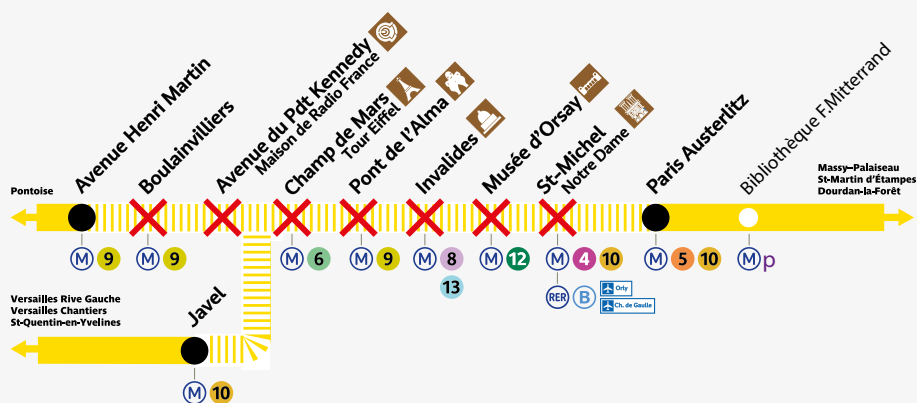 Avenue Henri Martin
Boulainvilliers
Avenue du Pdt Kennedy
Maison de Radio France
Champ de Mars
Tour Eiffel
Pont de l'Alma
Invalides
Musée d'Orsay
St-Michel
Notre Dame
Paris Austerlitz
Bibliothèque F.Mitterrand
Pontoise
Massy–Palaiseau
St-Martin d'Étampes
Dourdan-la-Forêt
M 9
M 9
M 6
M 9
M 8
13
M 12
M 4 10
RER B
Orly
Ch. de Gaulle
M 5 10
M p
Versailles Rive Gauche
Versailles Chantiers
St-Quentin-en-Yvelines
Javel
M 10